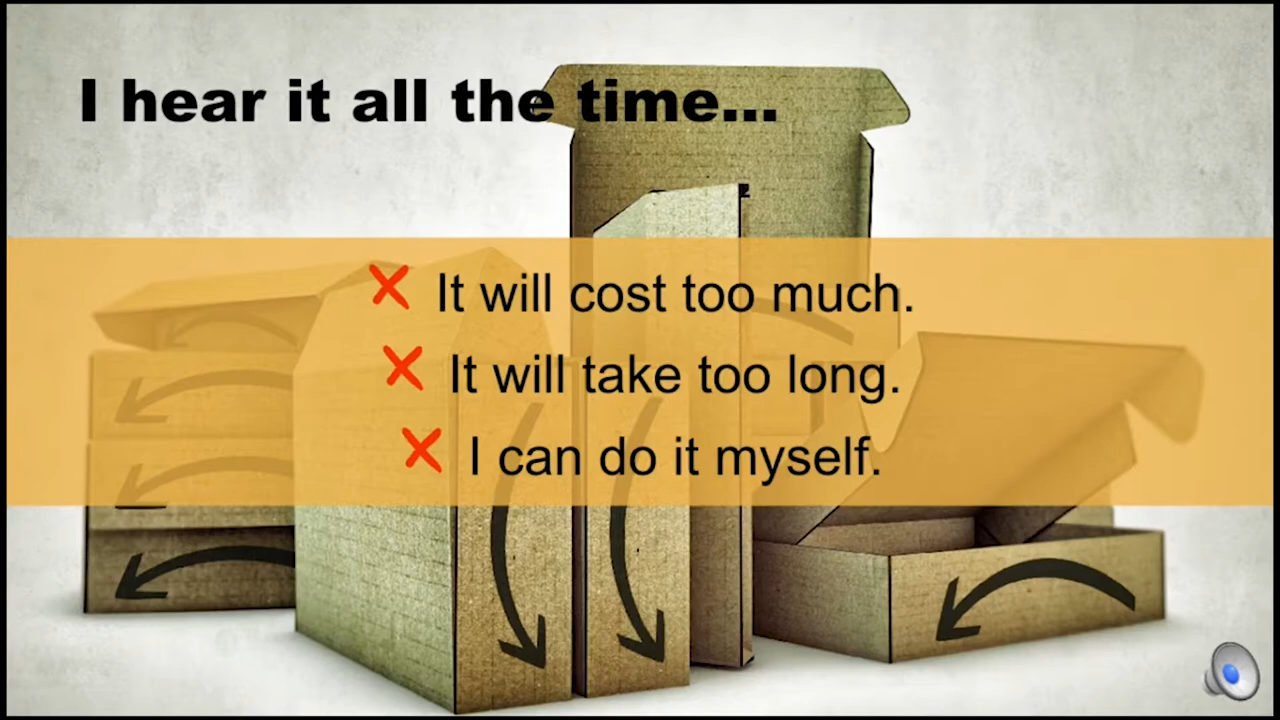 I hear it all the time...
It will cost too much.
It will take too long.
I can do it myself.